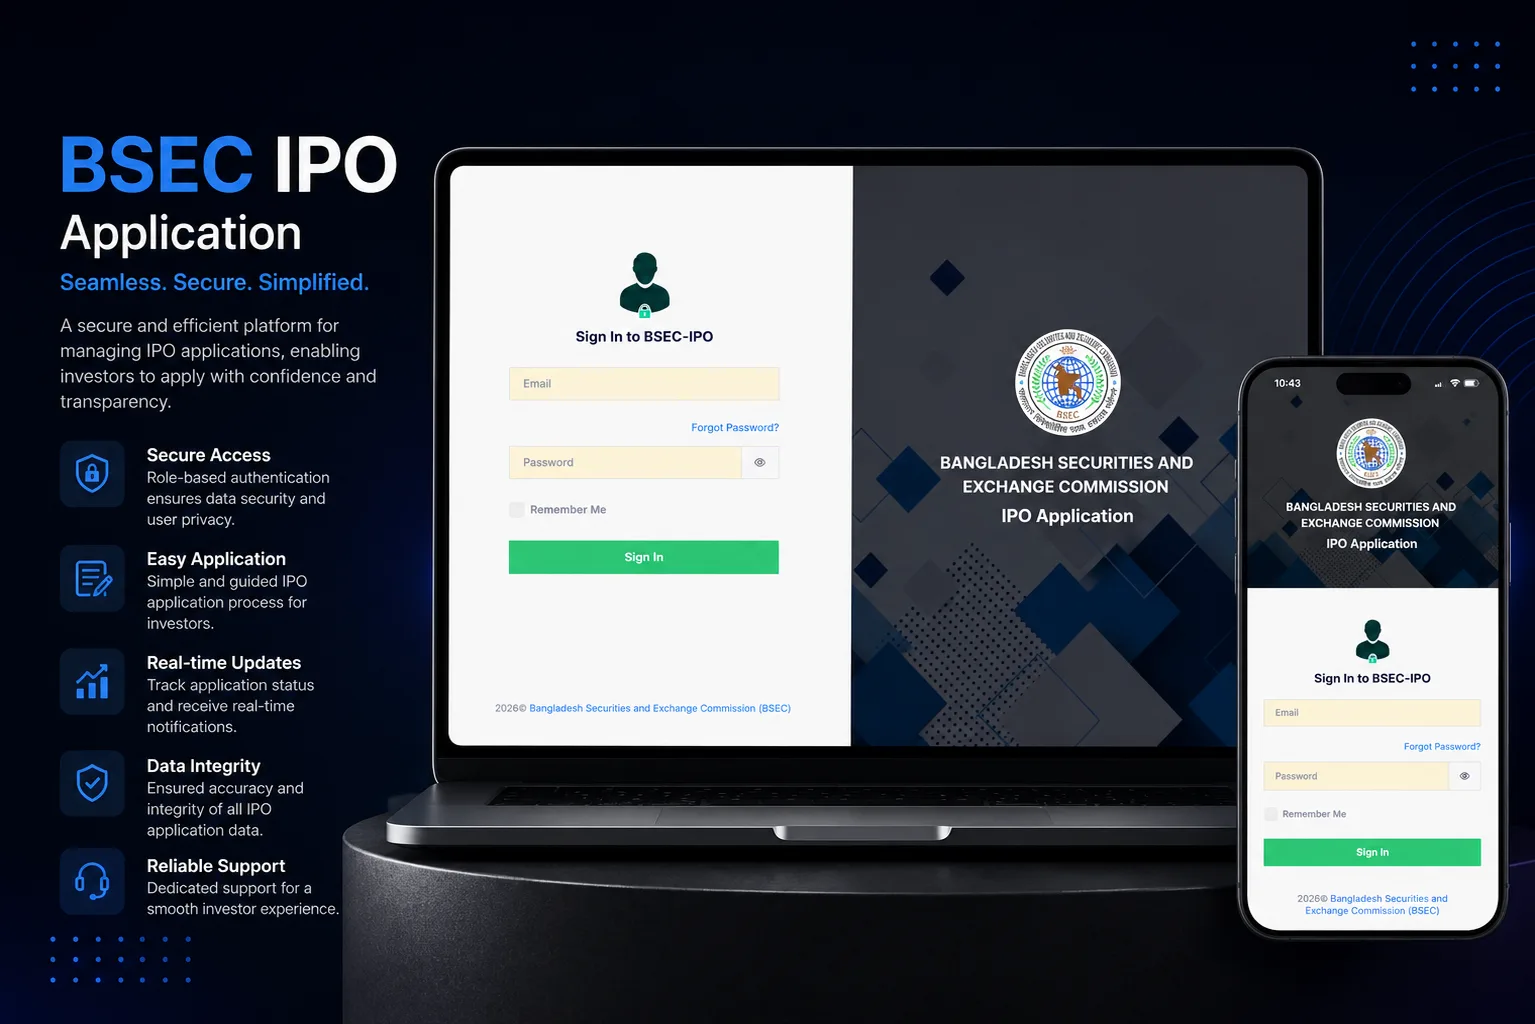 BSEC IPO
Application
Seamless. Secure. Simplified.
A secure and efficient platform for
managing IPO applications, enabling
investors to apply with confidence and
transparency.
Secure Access
Role-based authentication
ensures data security and
user privacy.
Easy Application
Simple and guided IPO
application process for
investors.
Real-time Updates
Track application status
and receive real-time
notifications.
Data Integrity
Ensured accuracy and
integrity of all IPO
application data.
Reliable Support
Dedicated support for a
smooth investor experience.
Sign In to BSEC-IPO
Email
Forgot Password?
Password
Remember Me
Sign In
2026© Bangladesh Securities and Exchange Commission (BSEC)
BSEC
BANGLADESH SECURITIES AND
EXCHANGE COMMISSION
IPO Application
10:43
BANGLADESH SECURITIES AND
EXCHANGE COMMISSION
IPO Application
Sign In to BSEC-IPO
Email
Forgot Password?
Password
Remember Me
Sign In
2026© Bangladesh Securities and
Exchange Commission (BSEC)